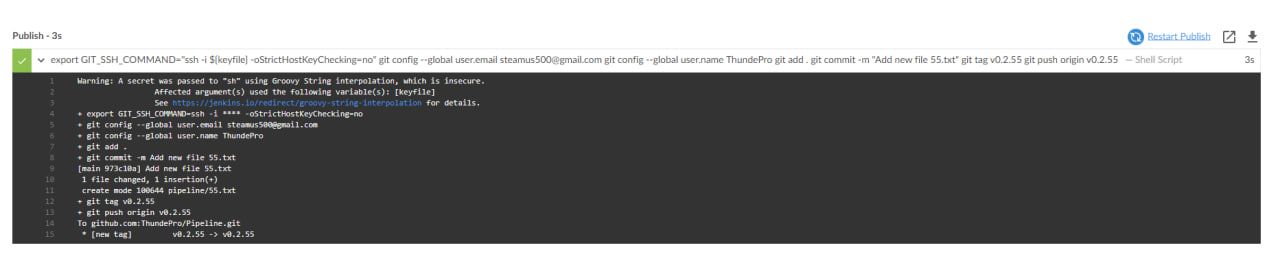 Publish - 3s
Restart Publish
export GIT_SSH_COMMAND="ssh -i ${keyfile} -oStrictHostKeyChecking=no" git config --global user.email steamus500@gmail.com git config --global user.name ThundePro git add . git commit -m "Add new file 55.txt" git tag v0.2.55 git push origin v0.2.55 — Shell Script 3s
1 Warning: A secret was passed to "sh" using Groovy String interpolation, which is insecure.
2 Affected argument(s) used the following variable(s): [keyfile]
3 See https://jenkins.io/redirect/groovy-string-interpolation for details.
4 + export GIT_SSH_COMMAND=ssh -i **** -oStrictHostKeyChecking=no
5 + git config --global user.email steamus500@gmail.com
6 + git config --global user.name ThundePro
7 + git add .
8 + git commit -m Add new file 55.txt
9 [main 973c10a] Add new file 55.txt
10 1 file changed, 1 insertion(+)
11 create mode 100644 pipeline/55.txt
12 + git tag v0.2.55
13 + git push origin v0.2.55
14 To github.com:ThundePro/Pipeline.git
15 * [new tag] v0.2.55 -> v0.2.55